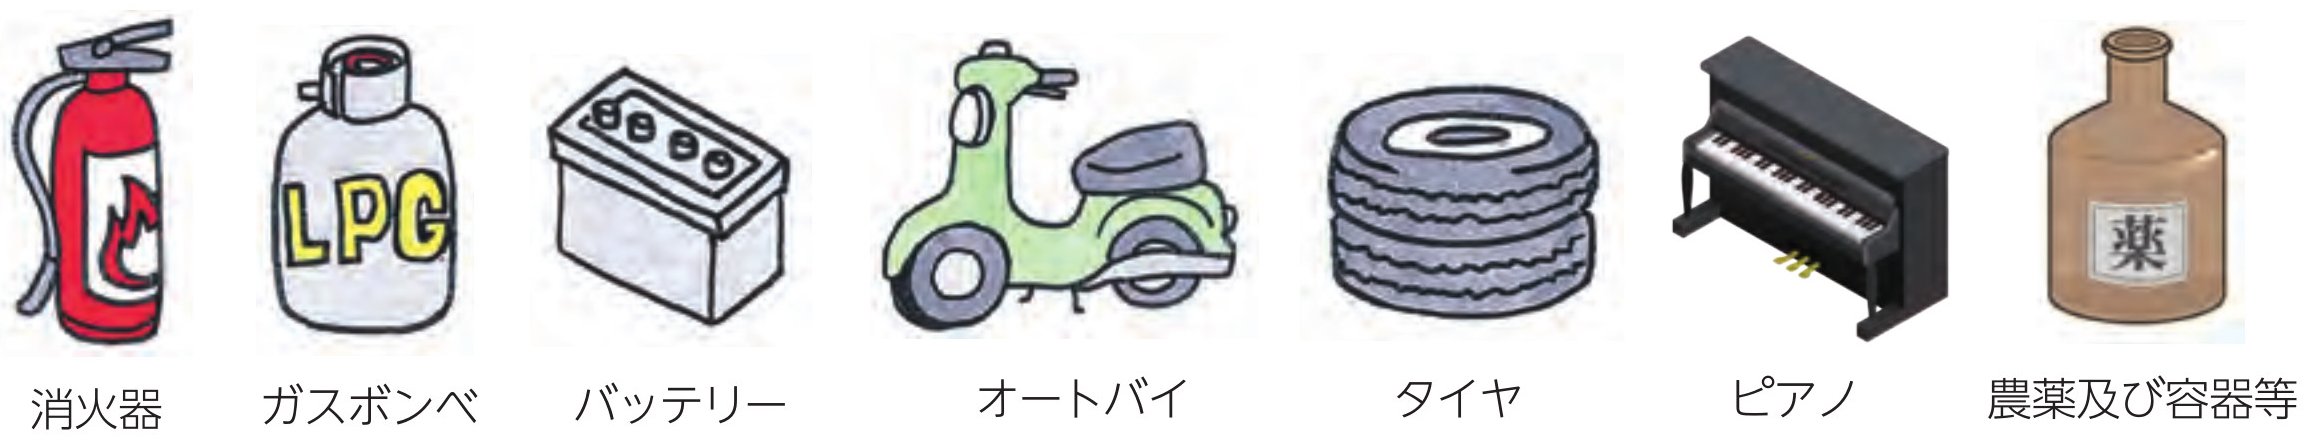 LPG
薬
消火器
ガスボンベ
バッテリー
オートバイ
タイヤ
ピアノ
農薬及び容器等